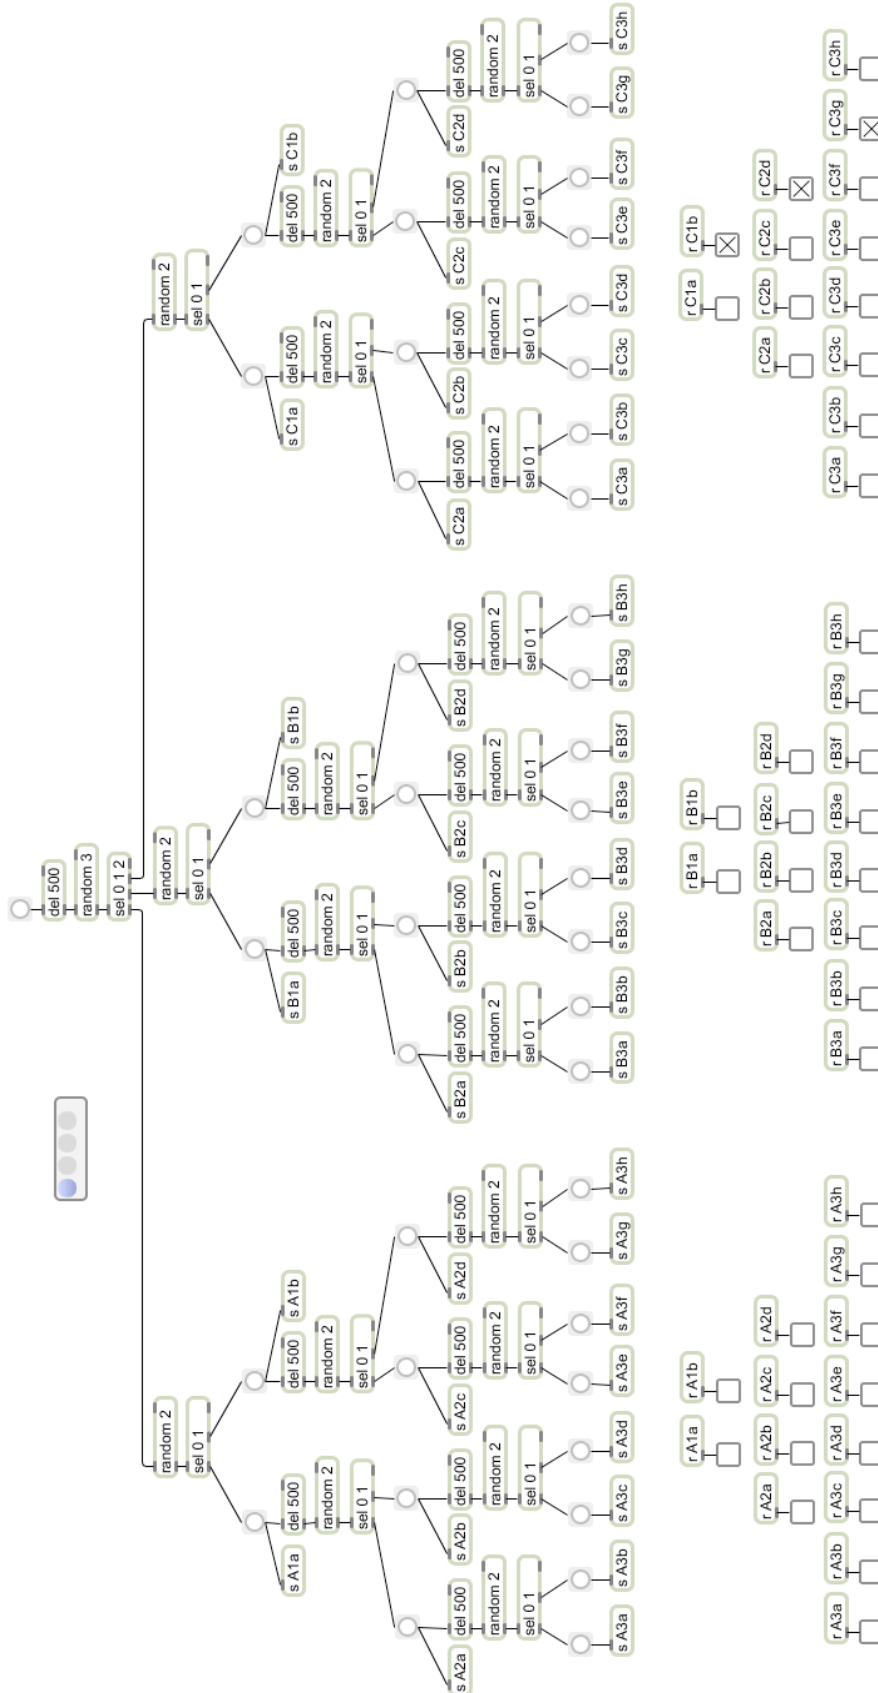 del 500
random 3
sel 0 1 2
random 2
random 2
random 2
sel 0 1
sel 0 1
sel 0 1
s A1a
del 500
del 500
s A1b
s B1a
del 500
del 500
s B1b
s C1a
del 500
del 500
s C1b
random 2
random 2
random 2
random 2
random 2
random 2
sel 0 1
sel 0 1
sel 0 1
sel 0 1
sel 0 1
sel 0 1
s A2a
del 500
s A2b
del 500
s A2c
del 500
s A2d
del 500
s B2a
del 500
s B2b
del 500
s B2c
del 500
s B2d
del 500
s C2a
del 500
s C2b
del 500
s C2c
del 500
s C2d
del 500
random 2
random 2
random 2
random 2
random 2
random 2
random 2
random 2
random 2
random 2
random 2
random 2
sel 0 1
sel 0 1
sel 0 1
sel 0 1
sel 0 1
sel 0 1
sel 0 1
sel 0 1
sel 0 1
sel 0 1
sel 0 1
sel 0 1
s A3a
s A3b
s A3c
s A3d
s A3e
s A3f
s A3g
s A3h
s B3a
s B3b
s B3c
s B3d
s B3e
s B3f
s B3g
s B3h
s C3a
s C3b
s C3c
s C3d
s C3e
s C3f
s C3g
s C3h
r A1a
r A1b
r B1a
r B1b
r C1a
r C1b
r A2a
r A2b
r A2c
r A2d
r B2a
r B2b
r B2c
r B2d
r C2a
r C2b
r C2c
r C2d
r A3a
r A3b
r A3c
r A3d
r A3e
r A3f
r A3g
r A3h
r B3a
r B3b
r B3c
r B3d
r B3e
r B3f
r B3g
r B3h
r C3a
r C3b
r C3c
r C3d
r C3e
r C3f
r C3g
r C3h